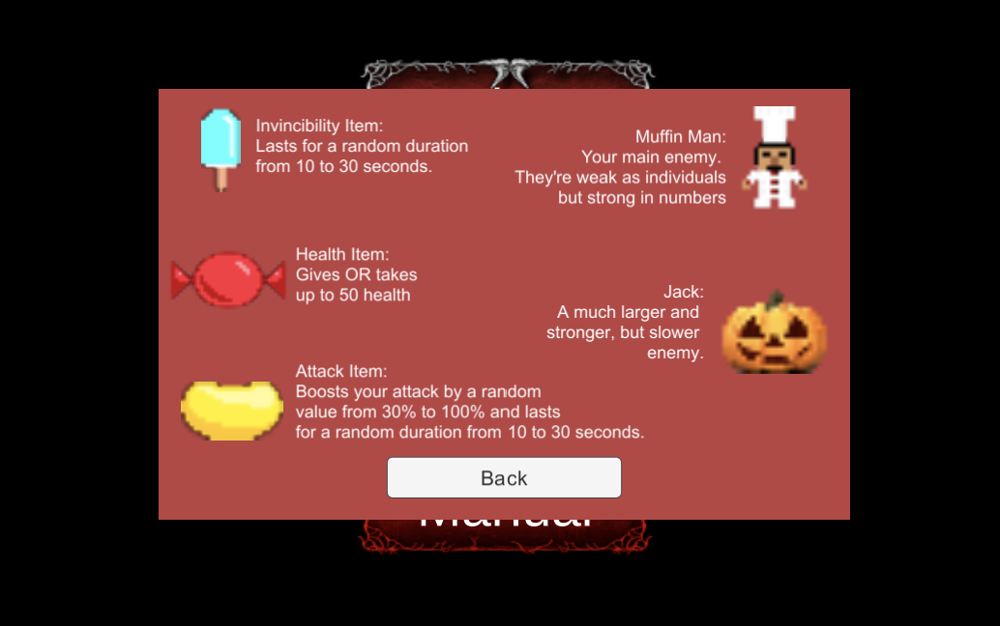 Invincibility Item:
Lasts for a random duration
from 10 to 30 seconds.
Muffin Man:
Your main enemy.
They're weak as individuals
but strong in numbers
Health Item:
Gives OR takes
up to 50 health
Jack:
A much larger and
stronger, but slower
enemy.
Attack Item:
Boosts your attack by a random
value from 30% to 100% and lasts
for a random duration from 10 to 30 seconds.
Back
Manual